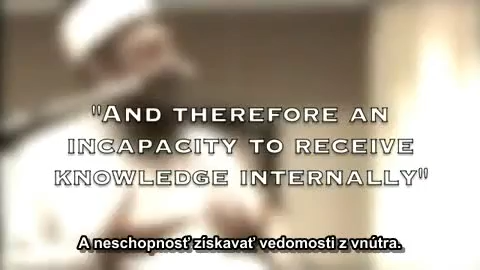 "AND THEREFORE AN
INCAPACITY TO RECEIVE
KNOWLEDGE INTERNALLY"
A neschopnosť získavať vedomosti z vnútra.